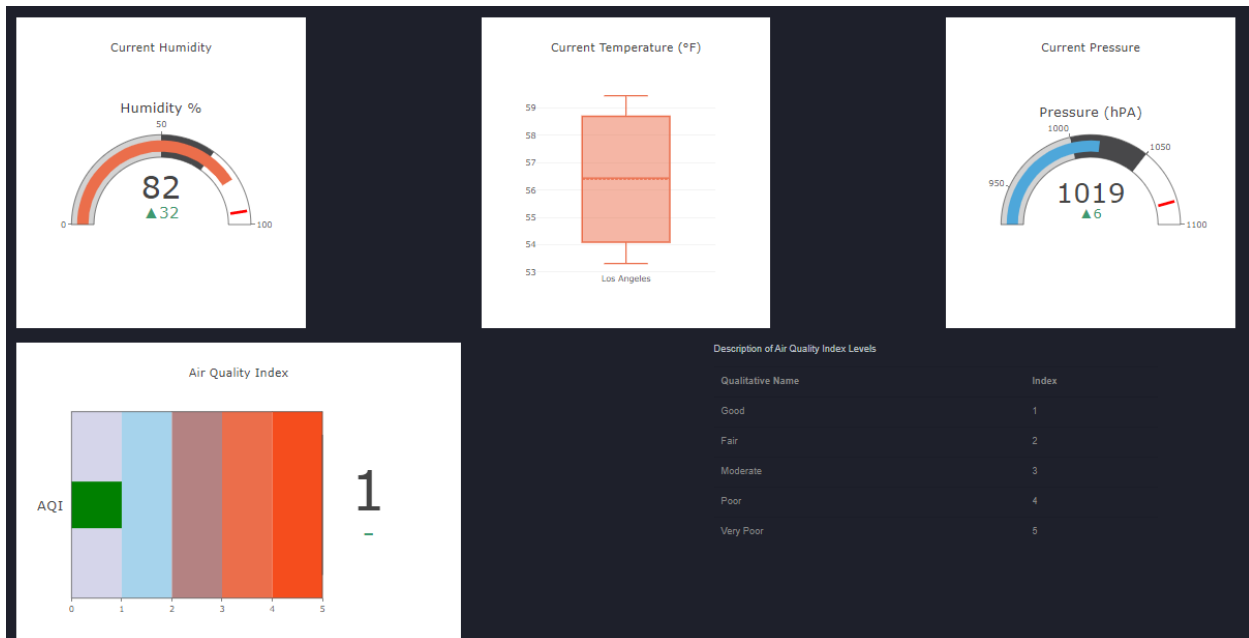 Current Humidity
Humidity %
50
82
▲32
0
100
Current Temperature (°F)
59
58
57
56
55
54
53
Los Angeles
Current Pressure
Pressure (hPA)
1000
1050
950
1019
▲6
1100
Air Quality Index
AQI
1
-
0 1 2 3 4 5
Description of Air Quality Index Levels
Qualitative Name Index
Good 1
Fair 2
Moderate 3
Poor 4
Very Poor 5